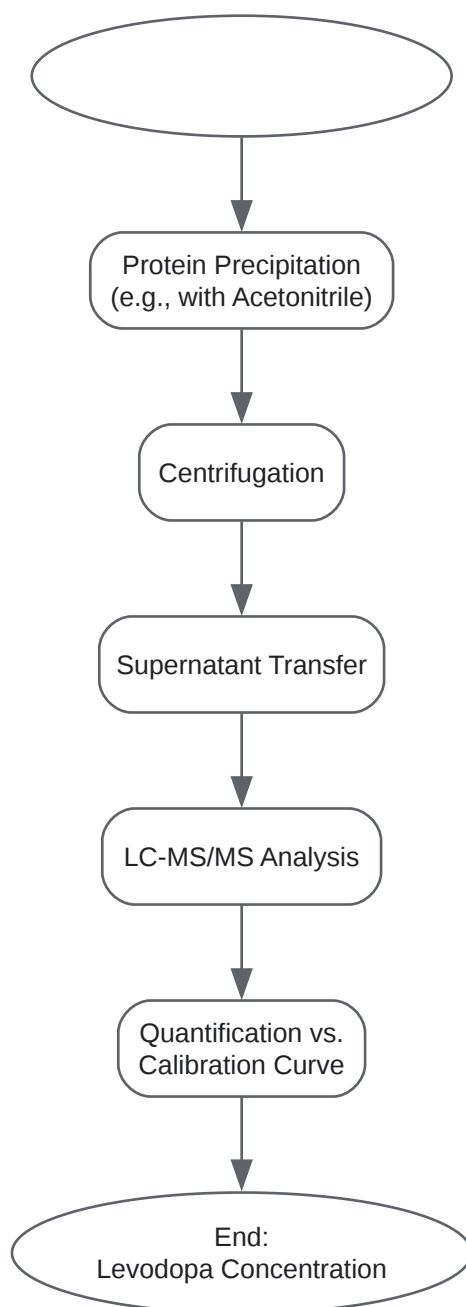 Protein Precipitation
(e.g., with Acetonitrile)
Centrifugation
Supernatant Transfer
LC-MS/MS Analysis
Quantification vs.
Calibration Curve
End:
Levodopa Concentration